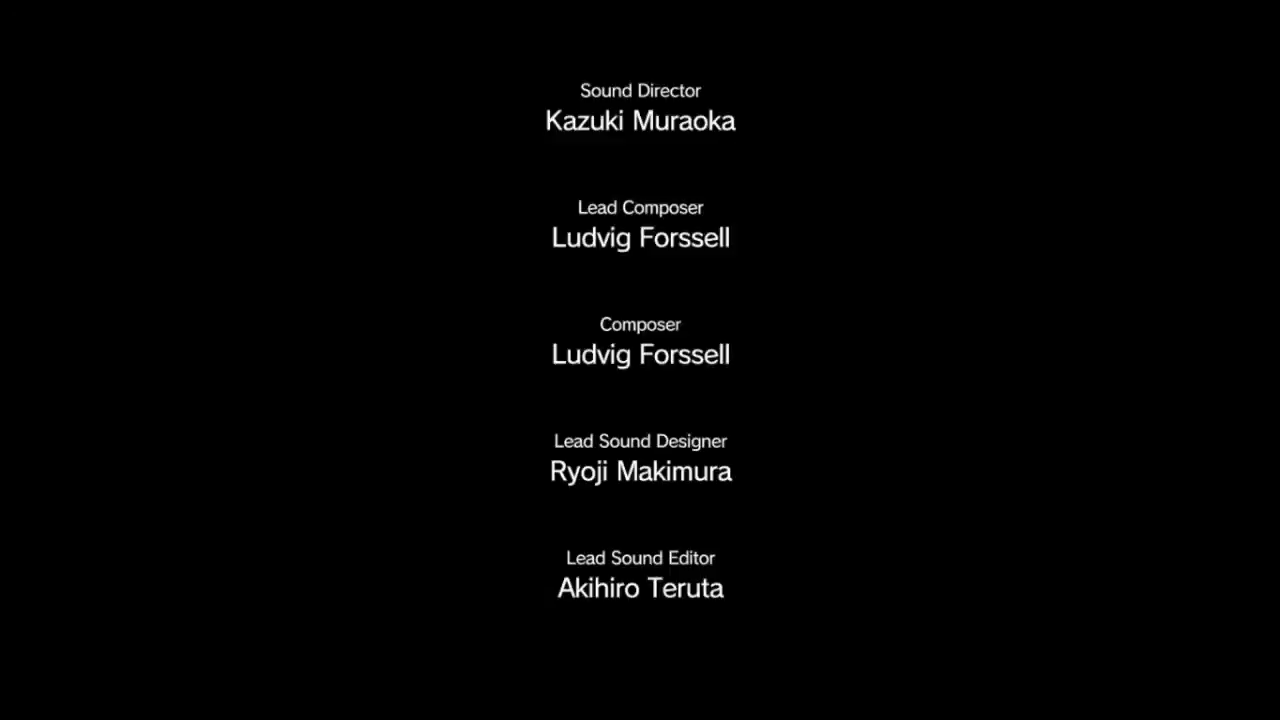 Sound Director
Kazuki Muraoka
Lead Composer
Ludvig Forssell
Composer
Ludvig Forssell
Lead Sound Designer
Ryoji Makimura
Lead Sound Editor
Akihiro Teruta